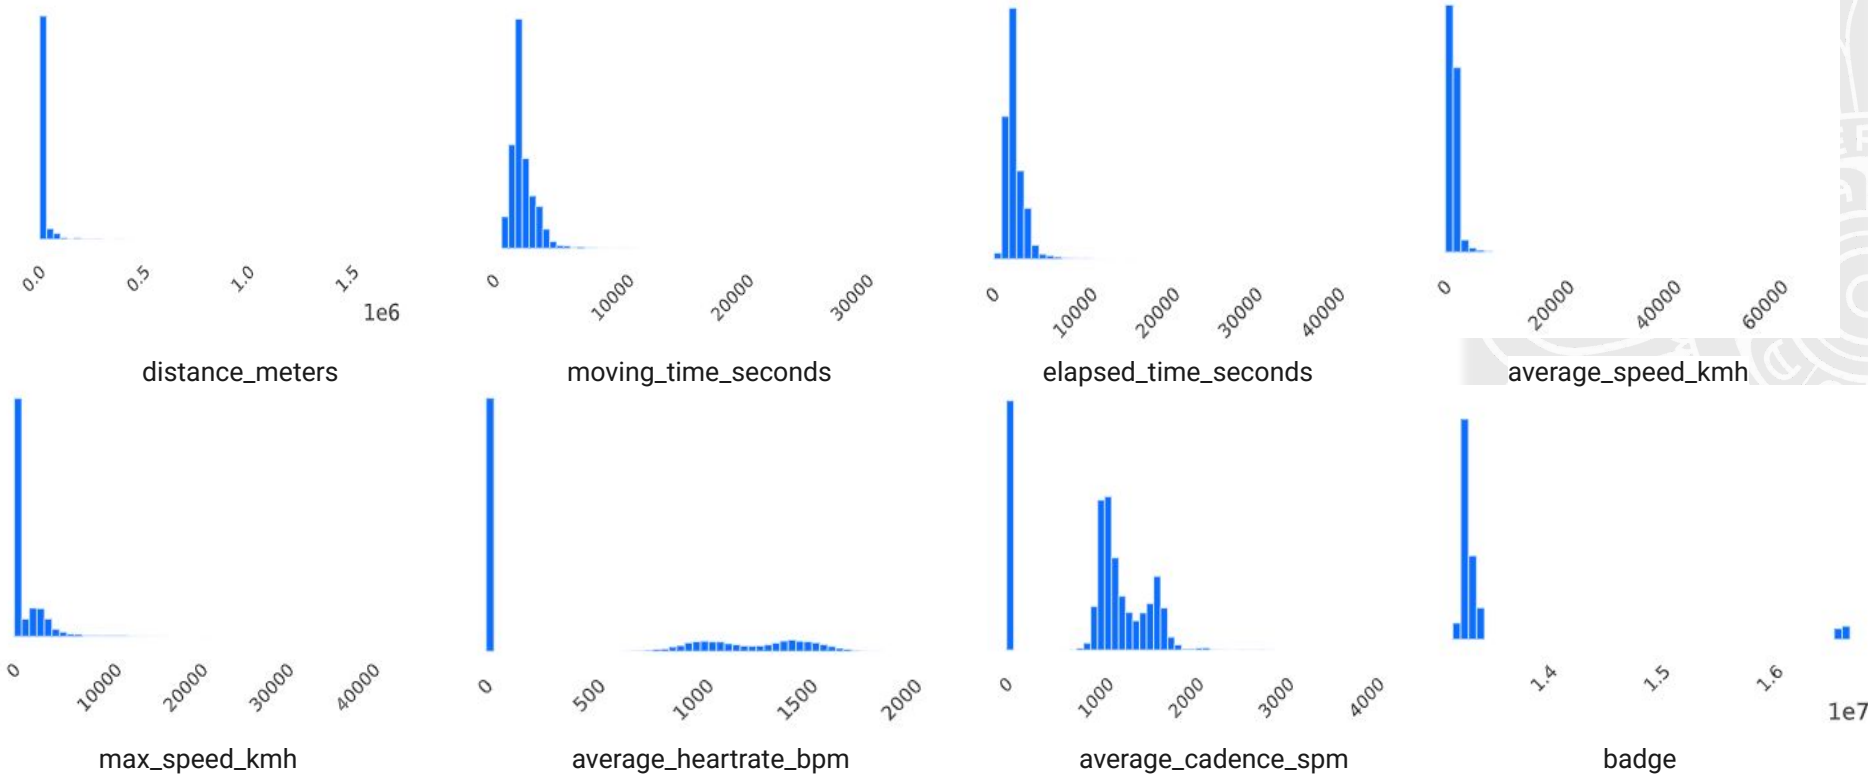 0.0 0.5 1.0 1.5
1e6
distance_meters
0 10000 20000 30000
moving_time_seconds
0 10000 20000 30000 40000
elapsed_time_seconds
0 20000 40000 60000
average_speed_kmh
0 10000 20000 30000 40000
max_speed_kmh
0 500 1000 1500 2000
average_heartrate_bpm
0 1000 2000 3000 4000
average_cadence_spm
1.4 1.5 1.6
1e7
badge